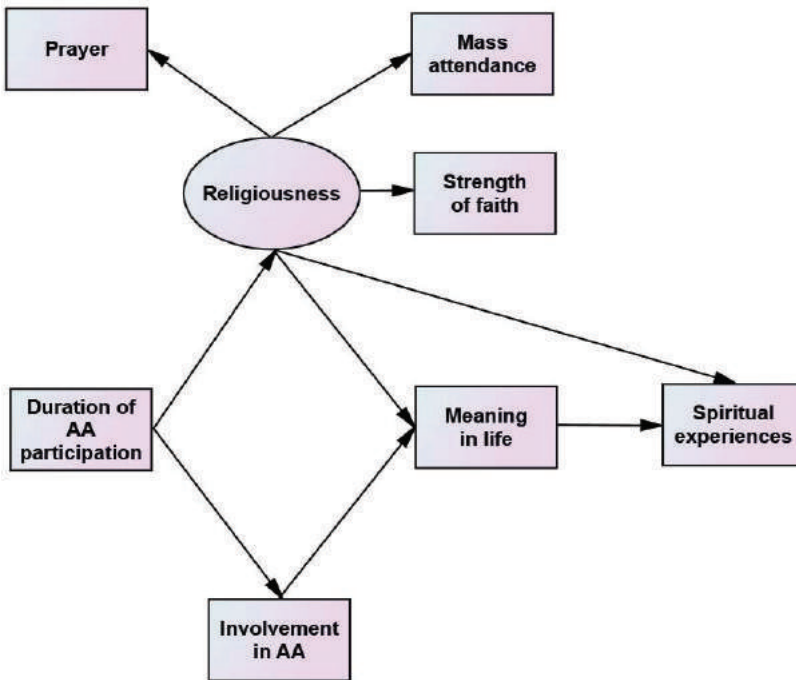 Prayer
Mass
attendance
Religiousness
Strength
of faith
Duration of
AA
participation
Meaning
in life
Spiritual
experiences
Involvement
in AA